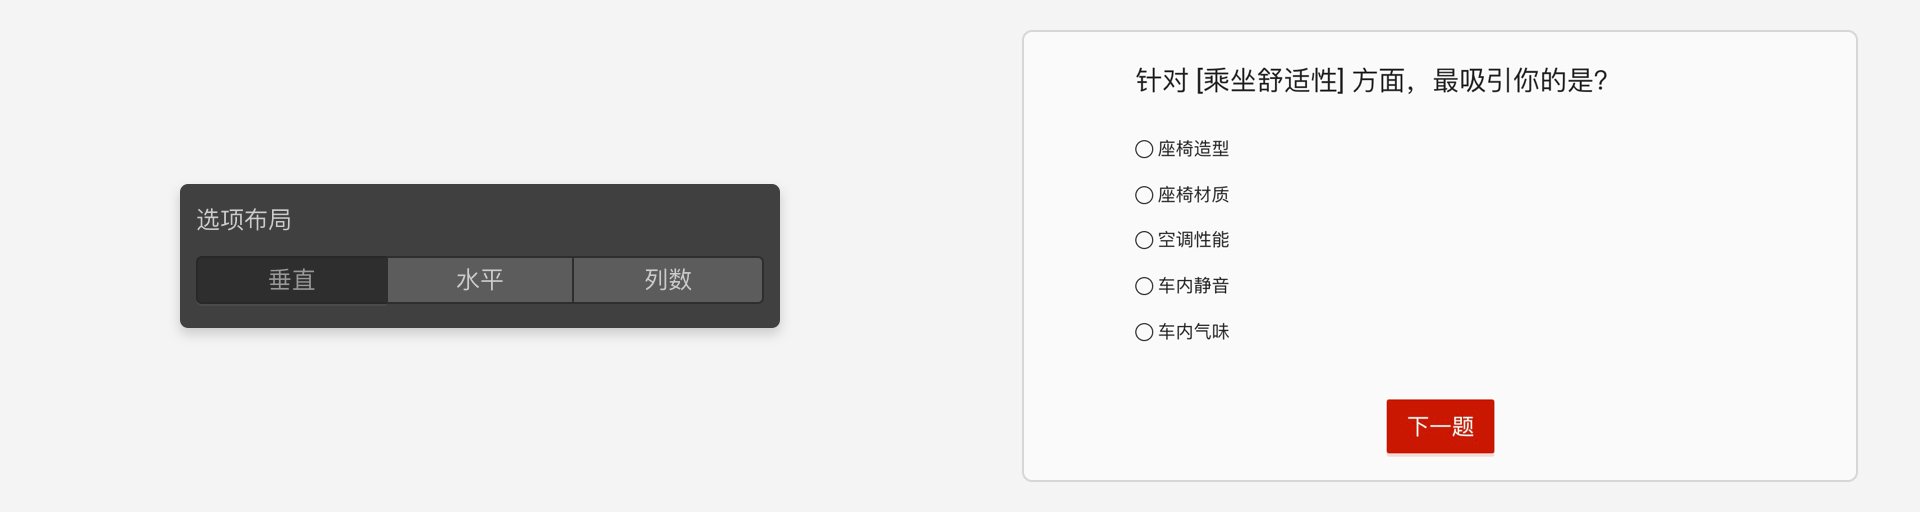 选项布局
垂直 水平 列数
针对 [乘坐舒适性] 方面，最吸引你的是?
座椅造型
座椅材质
空调性能
车内静音
车内气味
下一题